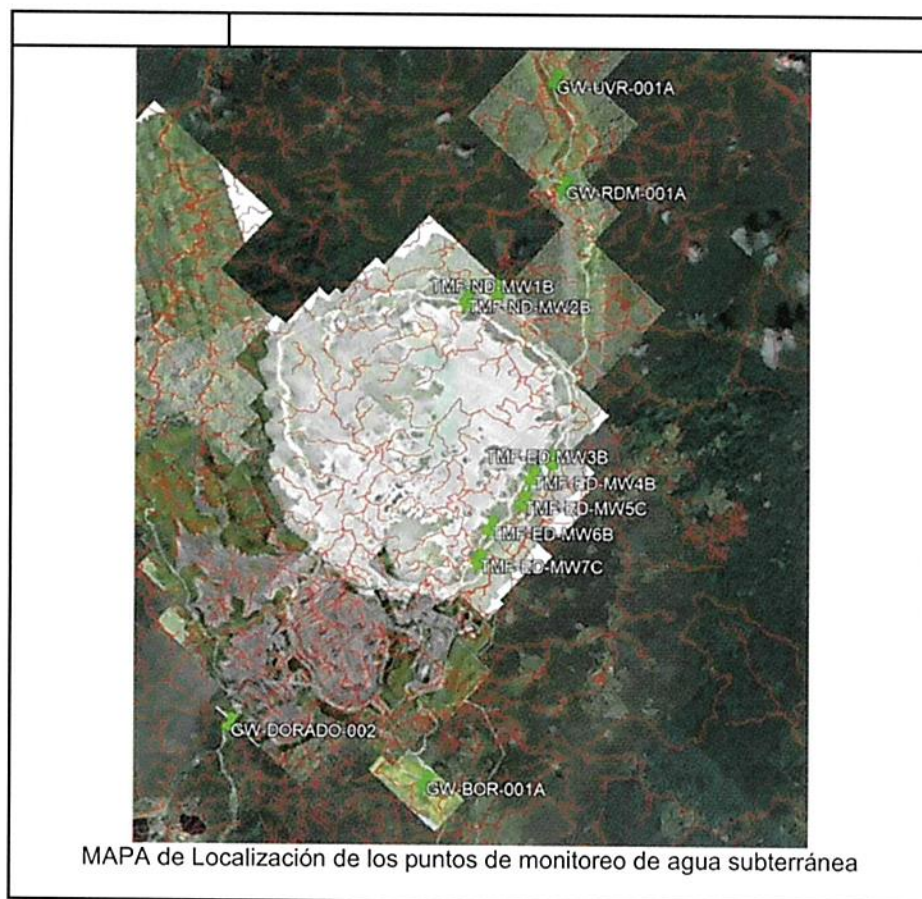 GW-UVR-001A
GW-RDM-001A
TMF-ND-MW1B
TMF-ND-MW2B
TMF-ED-MW3B
TMF-ED-MW4B
TMF-ED-MW5C
TMF-ED-MW6B
TMF-ED-MW7C
GW-DORADO-002
GW-BOR-001A
MAPA de Localización de los puntos de monitoreo de agua subterránea